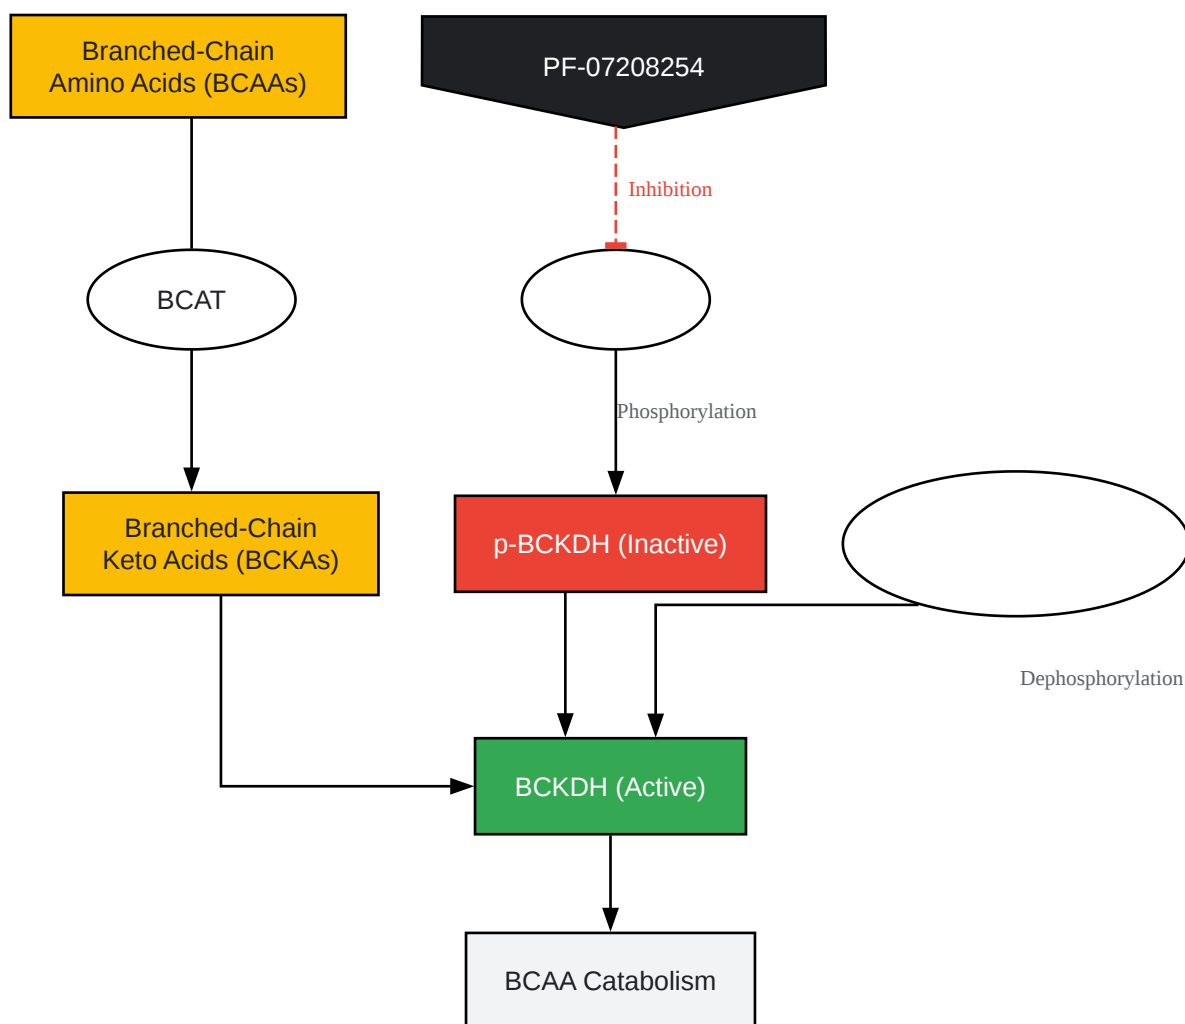 Branched-Chain
Amino Acids (BCAAs)
PF-07208254
Inhibition
BCAT
Phosphorylation
Branched-Chain
Keto Acids (BCKAs)
p-BCKDH (Inactive)
Dephosphorylation
BCKDH (Active)
BCAA Catabolism